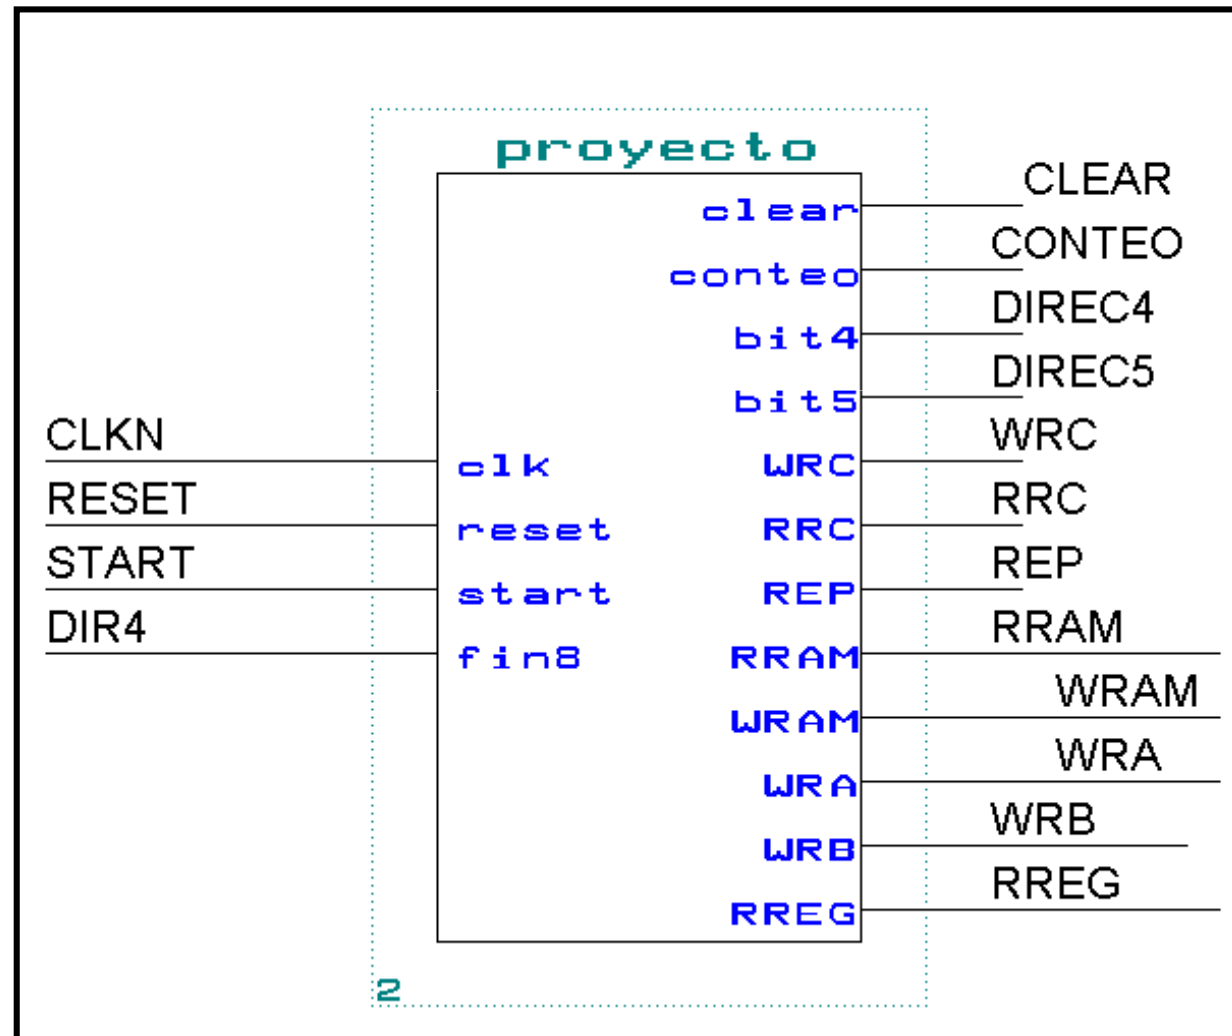 proyecto
CLEAR
clear
CONTEO
conteo
DIREC4
bit4
DIREC5
bit5
CLKN
WRC
clk
WRC
RESET
RRC
reset
RRC
START
REP
start
REP
DIR4
RRAM
fin8
RRAM
WRAM
WRAM
WRA
WRA
WRB
WRB
RREG
RREG
2